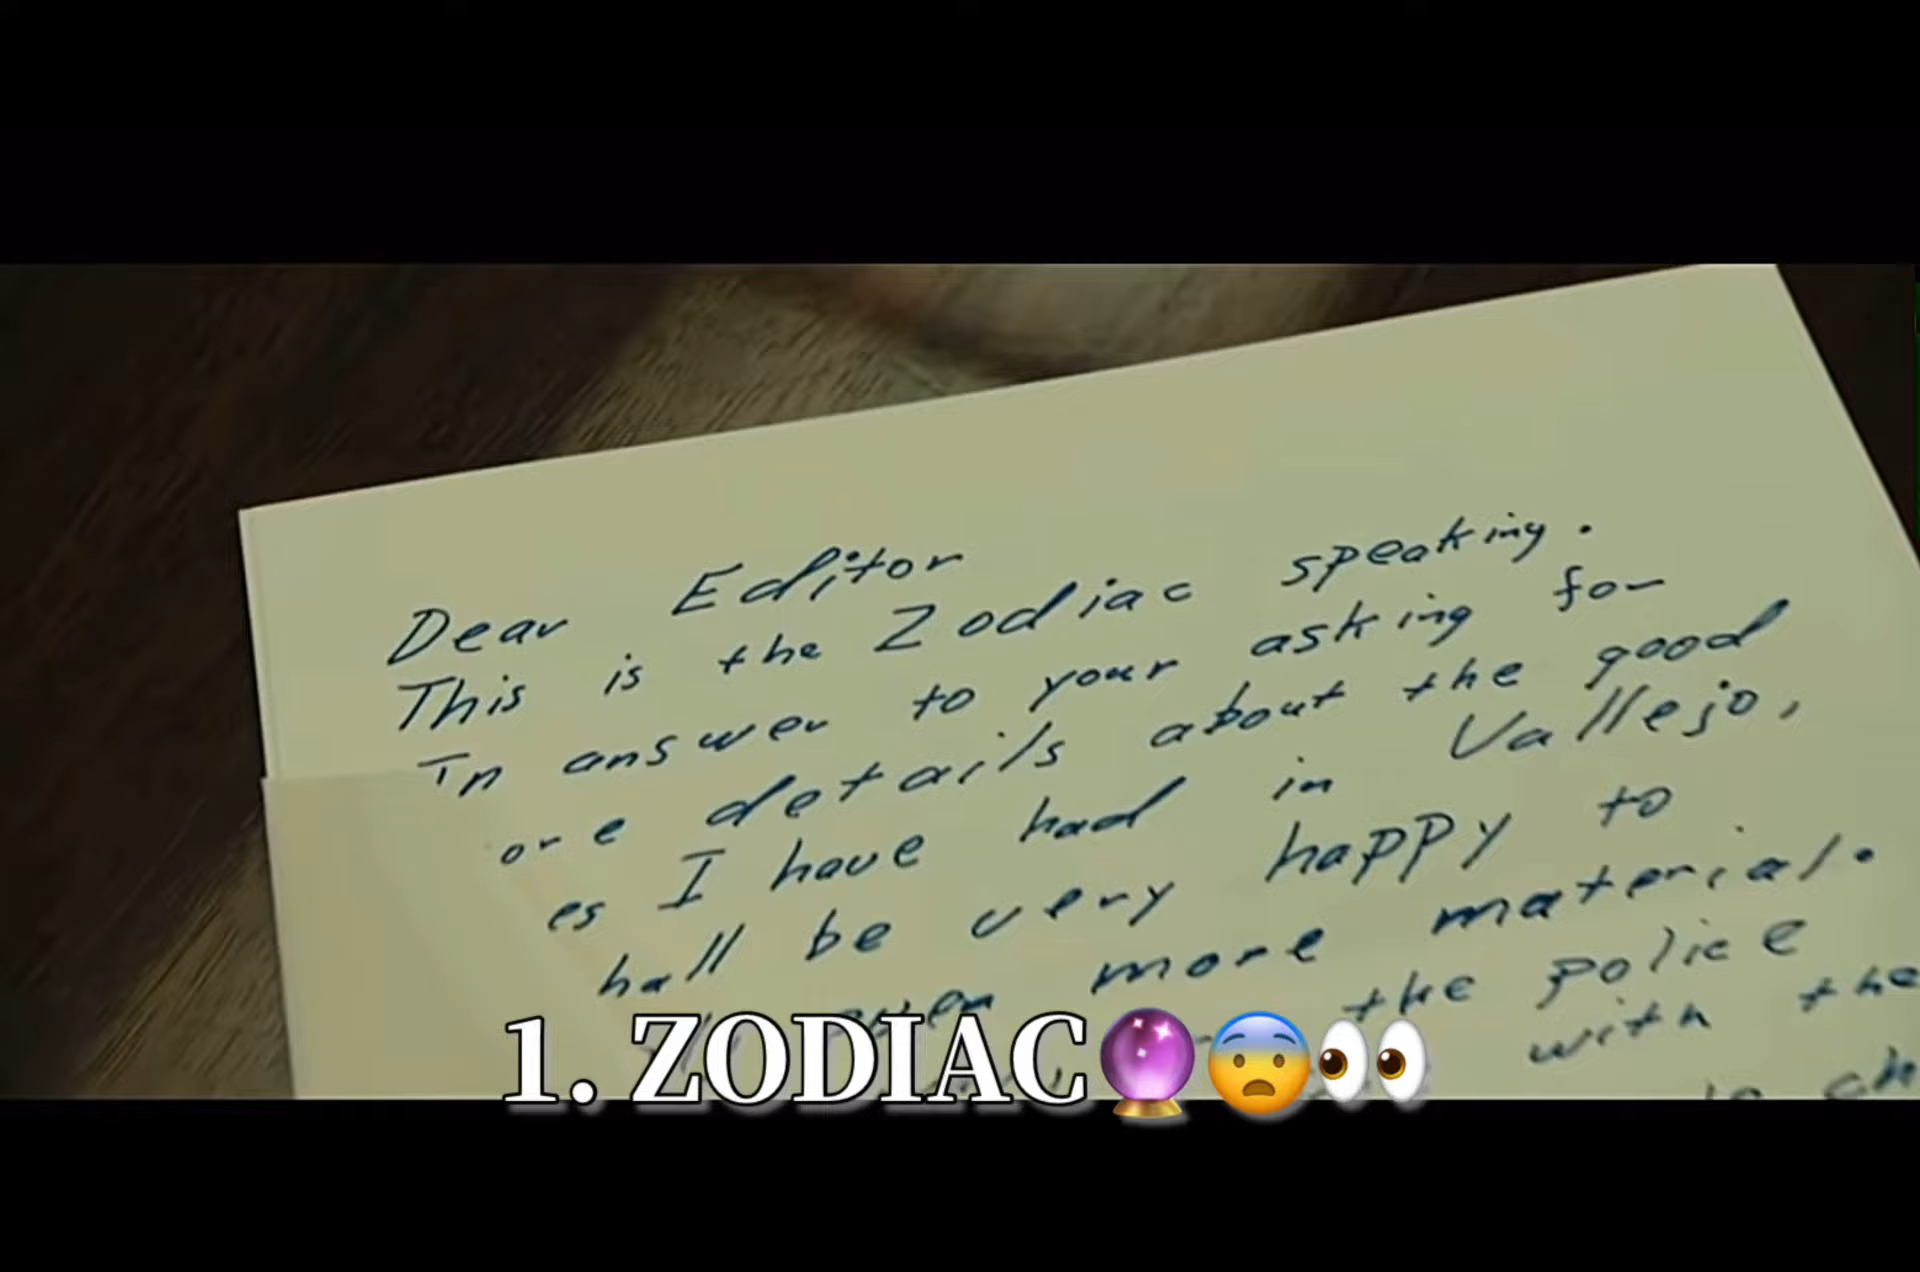 Dear Editor
This is the Zodiac speaking.
In answer to your asking for
ore details about the good
es I have had in Vallejo,
hall be very happy to
even more material.
the police
with the
1. ZODIAC🔮😨👀